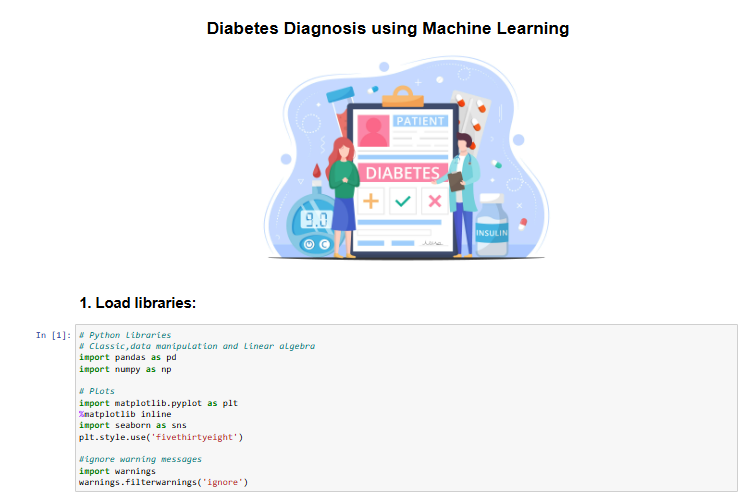 Diabetes Diagnosis using Machine Learning
PATIENT
DIABETES
9.0
C
INSULIN
1. Load libraries:
In [1]: # Python libraries
# Classic,data manipulation and linear algebra
import pandas as pd
import numpy as np
# Plots
import matplotlib.pyplot as plt
%matplotlib inline
import seaborn as sns
plt.style.use('fivethirtyeight')
#ignore warning messages
import warnings
warnings.filterwarnings('ignore')